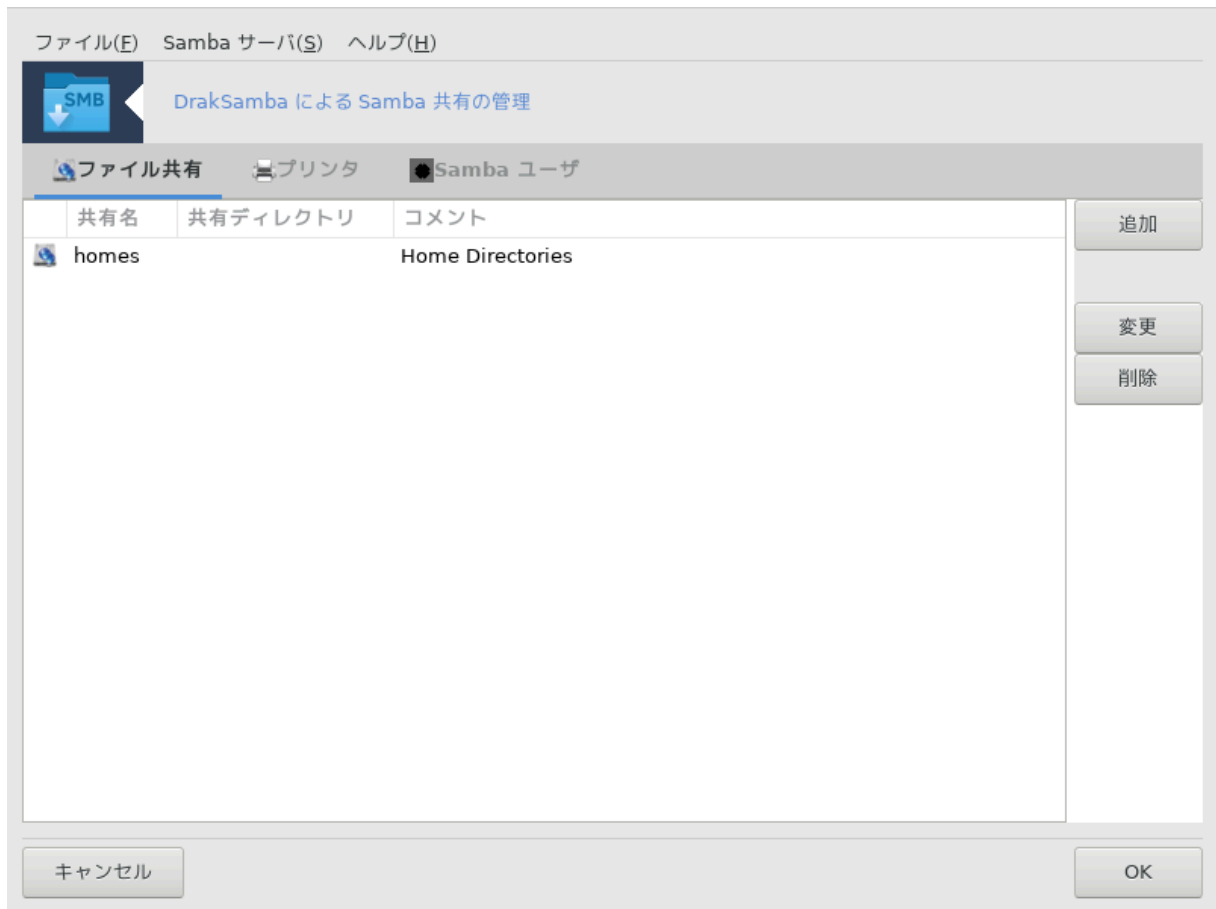 ファイル(F) Samba サーバ(S) ヘルプ(H)
SMB
DrakSamba による Samba 共有の管理
ファイル共有 プリンタ Samba ユーザ
共有名 共有ディレクトリ コメント
追加
homes Home Directories
変更
削除
キャンセル OK